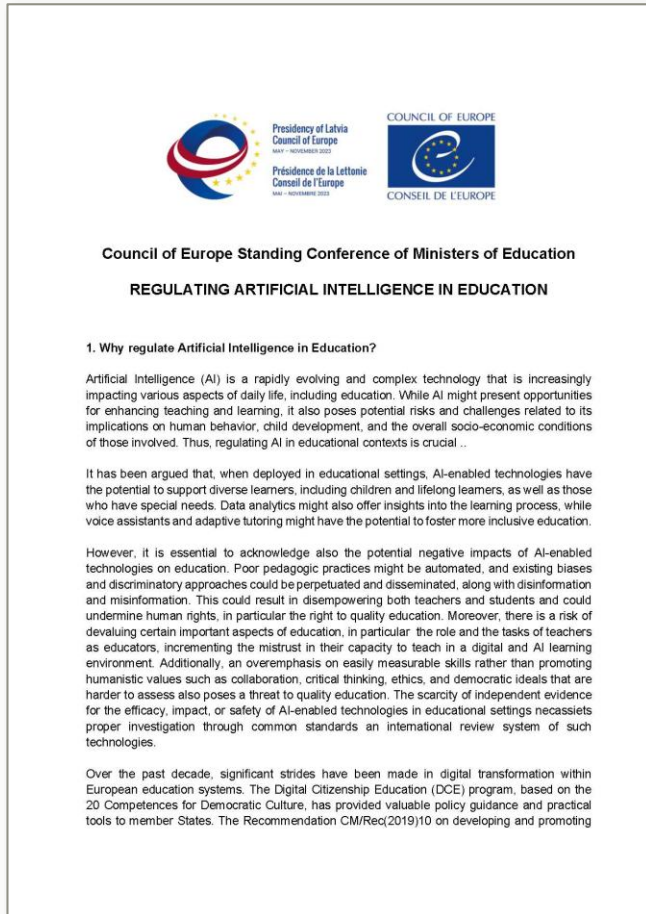 Presidency of Latvia
Council of Europe
MAY – NOVEMBER 2023
Présidence de la Lettonie
Conseil de l'Europe
MAI – NOVEMBRE 2023
COUNCIL OF EUROPE
CONSEIL DE L'EUROPE
Council of Europe Standing Conference of Ministers of Education
REGULATING ARTIFICIAL INTELLIGENCE IN EDUCATION
1. Why regulate Artificial Intelligence in Education?
Artificial Intelligence (AI) is a rapidly evolving and complex technology that is increasingly
impacting various aspects of daily life, including education. While AI might present opportunities
for enhancing teaching and learning, it also poses potential risks and challenges related to its
implications on human behavior, child development, and the overall socio-economic conditions
of those involved. Thus, regulating AI in educational contexts is crucial ..
It has been argued that, when deployed in educational settings, AI-enabled technologies have
the potential to support diverse learners, including children and lifelong learners, as well as those
who have special needs. Data analytics might also offer insights into the learning process, while
voice assistants and adaptive tutoring might have the potential to foster more inclusive education.
However, it is essential to acknowledge also the potential negative impacts of AI-enabled
technologies on education. Poor pedagogic practices might be automated, and existing biases
and discriminatory approaches could be perpetuated and disseminated, along with disinformation
and misinformation. This could result in disempowering both teachers and students and could
undermine human rights, in particular the right to quality education. Moreover, there is a risk of
devaluing certain important aspects of education, in particular the role and the tasks of teachers
as educators, incrementing the mistrust in their capacity to teach in a digital and AI learning
environment. Additionally, an overemphasis on easily measurable skills rather than promoting
humanistic values such as collaboration, critical thinking, ethics, and democratic ideals that are
harder to assess also poses a threat to quality education. The scarcity of independent evidence
for the efficacy, impact, or safety of AI-enabled technologies in educational settings necassiets
proper investigation through common standards an international review system of such
technologies.
Over the past decade, significant strides have been made in digital transformation within
European education systems. The Digital Citizenship Education (DCE) program, based on the
20 Competences for Democratic Culture, has provided valuable policy guidance and practical
tools to member States. The Recommendation CM/Rec(2019)10 on developing and promoting